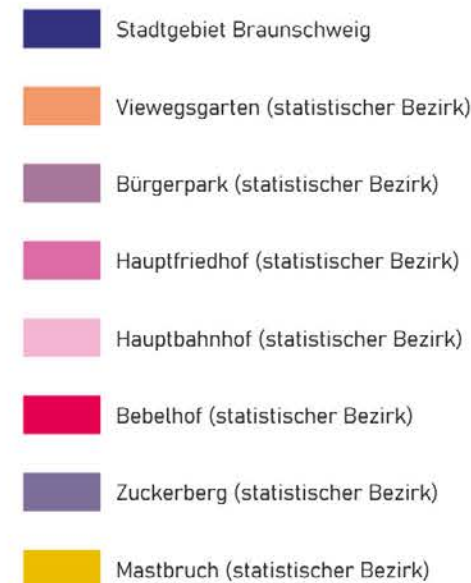 Stadtgebiet Braunschweig
Viewegsgarten (statistischer Bezirk)
Bürgerpark (statistischer Bezirk)
Hauptfriedhof (statistischer Bezirk)
Hauptbahnhof (statistischer Bezirk)
Bebelhof (statistischer Bezirk)
Zuckerberg (statistischer Bezirk)
Mastbruch (statistischer Bezirk)